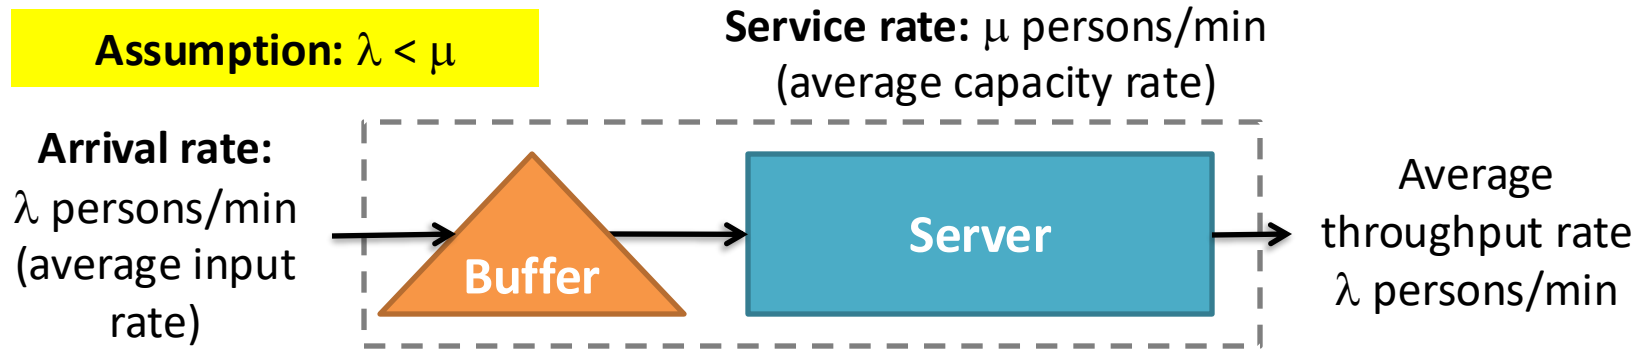 Assumption: λ < μ
Service rate: μ persons/min
(average capacity rate)
Arrival rate:
λ persons/min
(average input
rate)
Buffer
Server
Average
throughput rate
λ persons/min